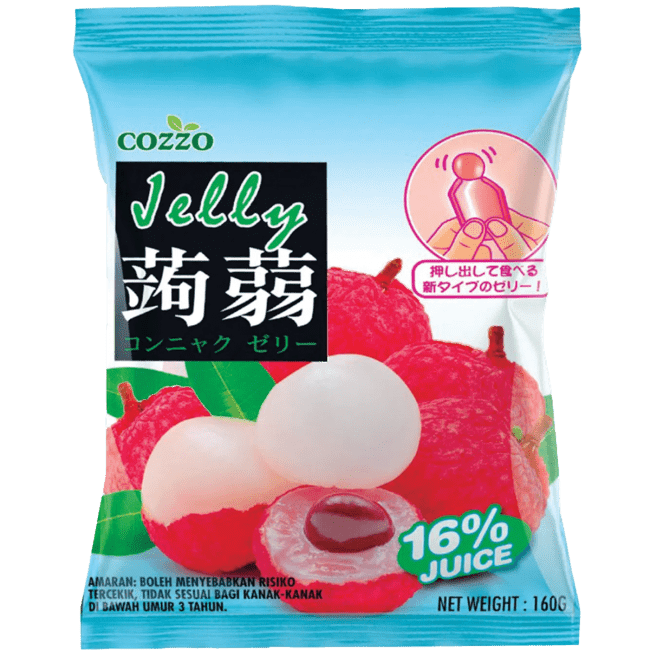 COZZO
Jelly
蒟蒻
コンニャク ゼリー
押し出して食べる
新タイプのゼリー!
16%
JUICE
AMARAN: BOLEH MENYEBABKAN RISIKO
TERCEKIK, TIDAK SESUAI BAGI KANAK-KANAK
DI BAWAH UMUR 3 TAHUN.
NET WEIGHT : 160G